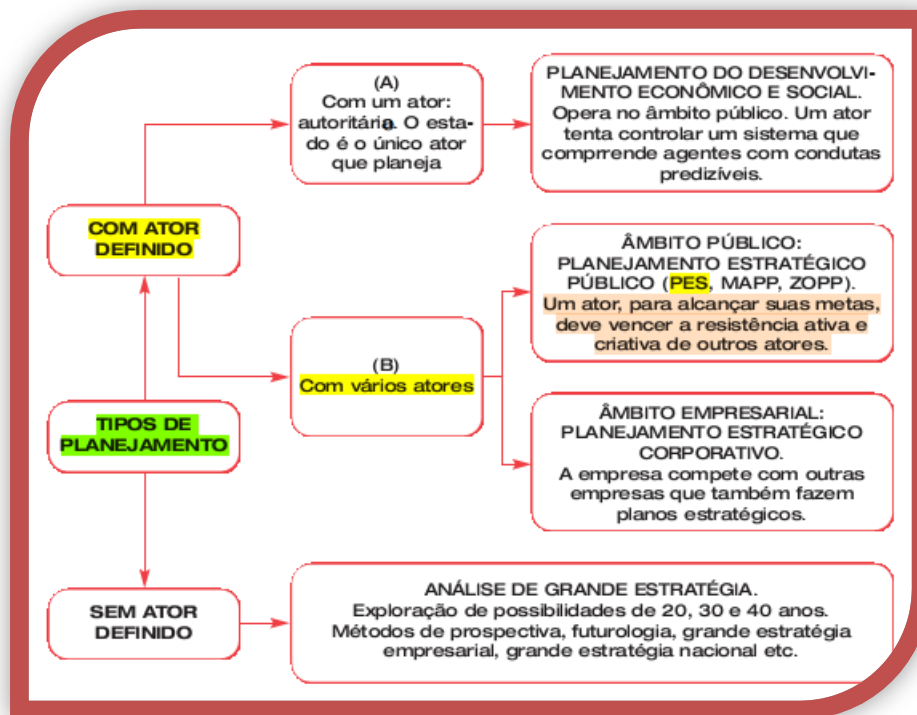 (A)
Com um ator:
autoritária. O esta-
do é o único ator
que planeja
PLANEJAMENTO DO DESENVOLVI-
MENTO ECONÔMICO E SOCIAL.
Opera no âmbito público. Um ator
tenta controlar um sistema que
comprrende agentes com condutas
predizíveis.
COM ATOR
DEFINIDO
ÂMBITO PÚBLICO:
PLANEJAMENTO ESTRATÉGICO
PÚBLICO (PES, MAPP, ZOPP).
Um ator, para alcançar suas metas,
deve vencer a resistência ativa e
criativa de outros atores.
(B)
Com vários atores
TIPOS DE
PLANEJAMENTO
ÂMBITO EMPRESARIAL:
PLANEJAMENTO ESTRATÉGICO
CORPORATIVO.
A empresa compete com outras
empresas que também fazem
planos estratégicos.
SEM ATOR
DEFINIDO
ANÁLISE DE GRANDE ESTRATÉGIA.
Exploração de possibilidades de 20, 30 e 40 anos.
Métodos de prospectiva, futurologia, grande estratégia
empresarial, grande estratégia nacional etc.